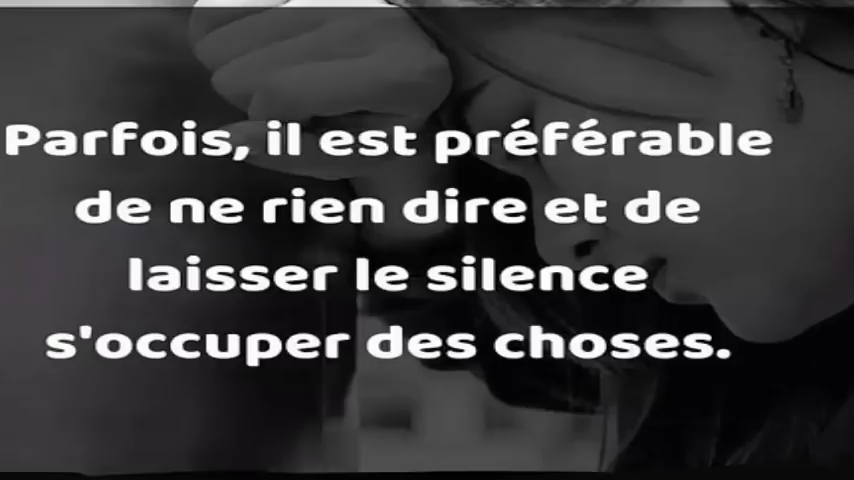 Parfois, il est préférable
de ne rien dire et de
laisser le silence
s'occuper des choses.